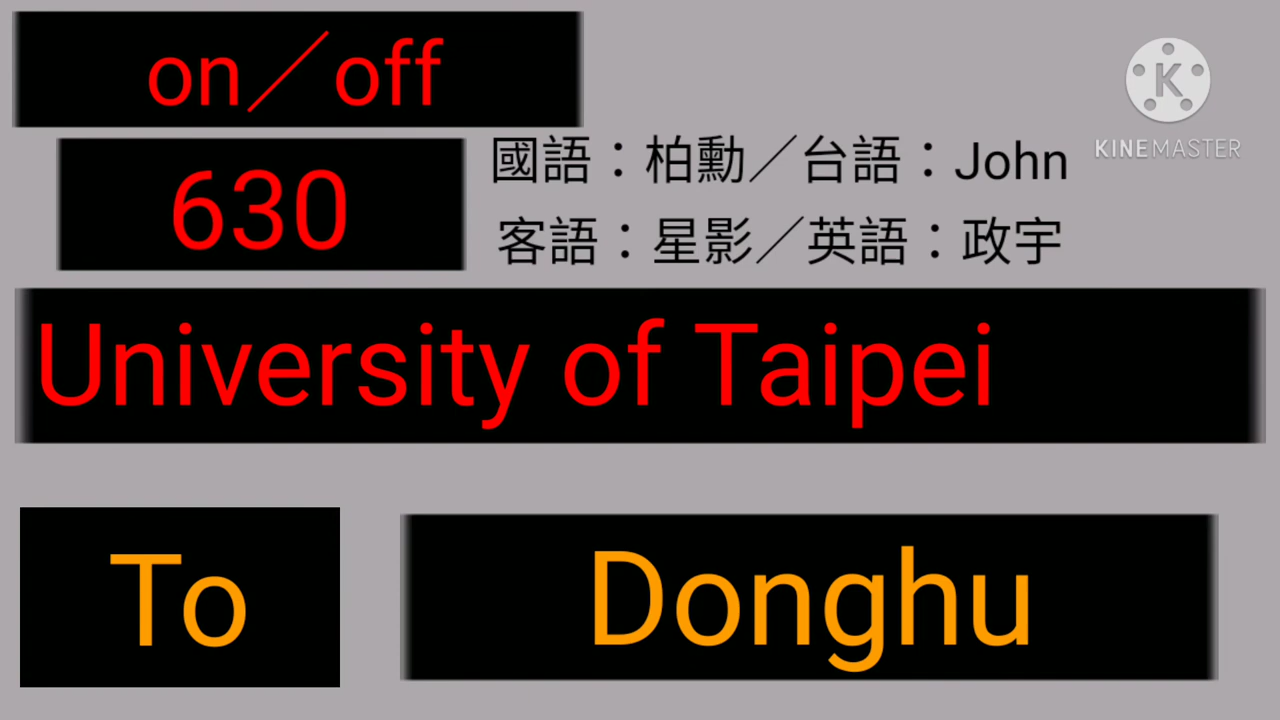 on／off
KINEMASTER
630
國語：柏勳／台語：John
客語：星影／英語：政宇
University of Taipei
To
Donghu